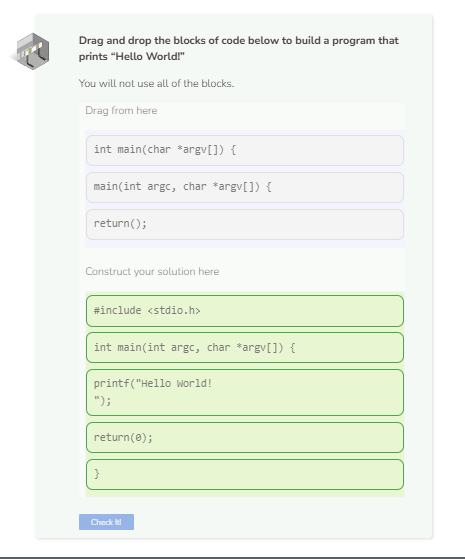 Drag and drop the blocks of code below to build a program that
prints “Hello World!”
You will not use all of the blocks.
Drag from here
int main(char *argv[]) {
main(int argc, char *argv[]) {
return();
Construct your solution here
#include <stdio.h>
int main(int argc, char *argv[]) {
printf("Hello World!
");
return(0);
}
Check It!